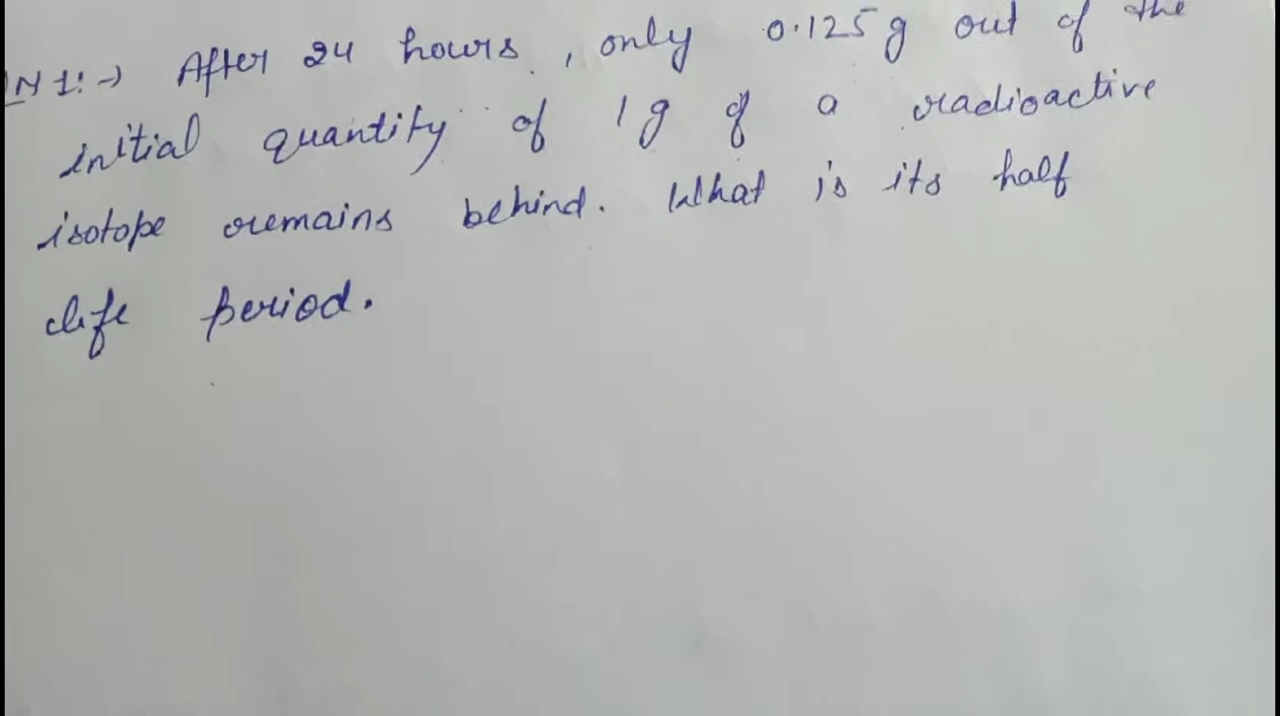 N 1:→ After 24 hours, only 0.125 g out of the
initial quantity of 1 g of a radioactive
isotope remains behind. What is its half
life period.